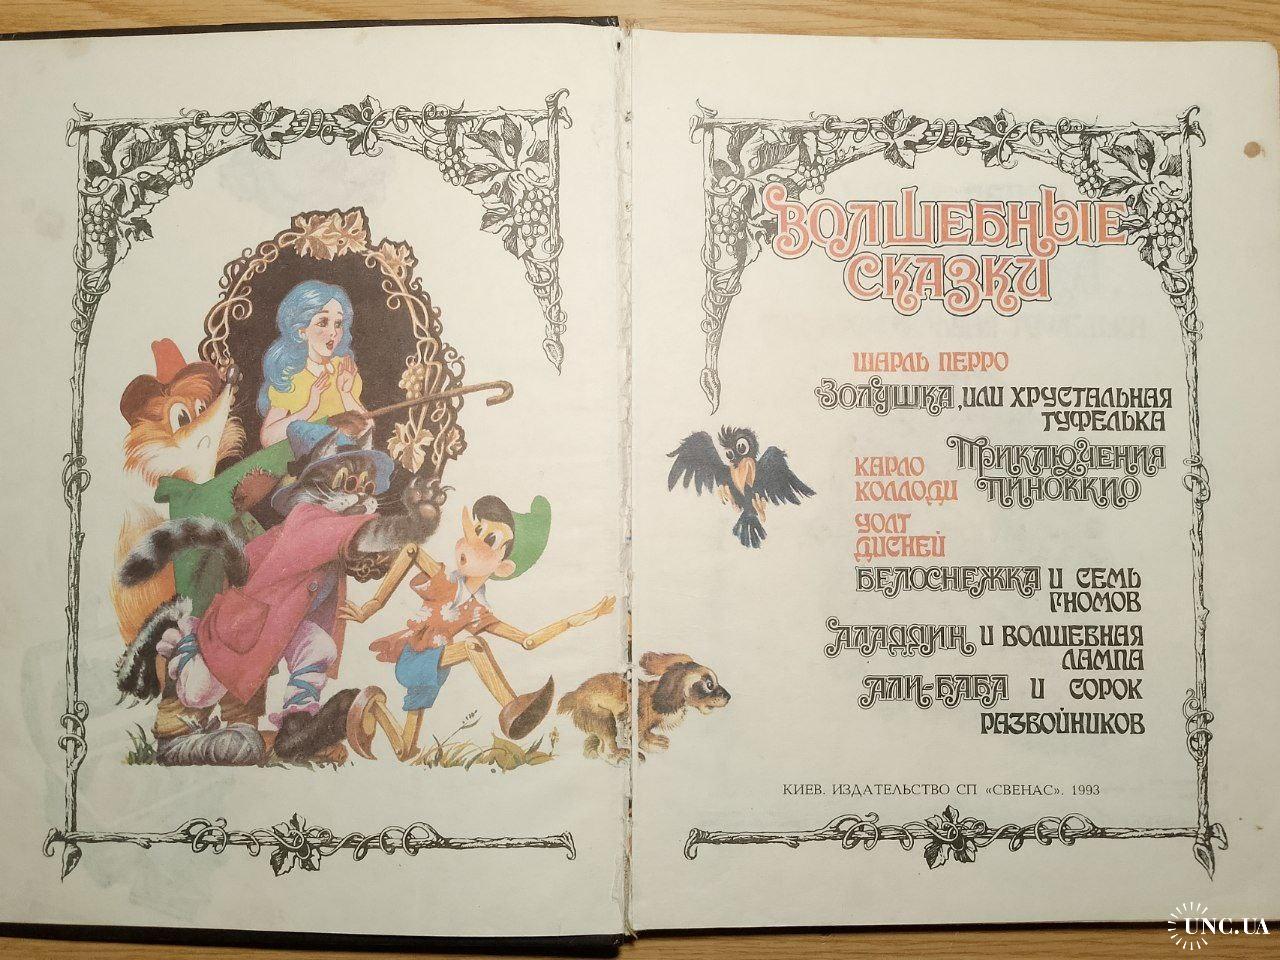 ВОЛШЕБНЫЕ
СКАЗКИ
ШАРЛЬ ПЕРРО
ЗОЛУШКА, ИЛИ ХРУСТАЛЬНАЯ
ТУФЕЛЬКА
КАРЛО
КОЛЛОДИ
ПРИКЛЮЧЕНИЯ
ПИНОККИО
УОЛТ
ДИСНЕЙ
БЕЛОСНЕЖКА И СЕМЬ
ГНОМОВ
АЛАДДИН И ВОЛШЕБНАЯ
ЛАМПА
АЛИ-БАБА И СОРОК
РАЗБОЙНИКОВ
КИЕВ. ИЗДАТЕЛЬСТВО СП «СВЕНАС». 1993
UNC.UA